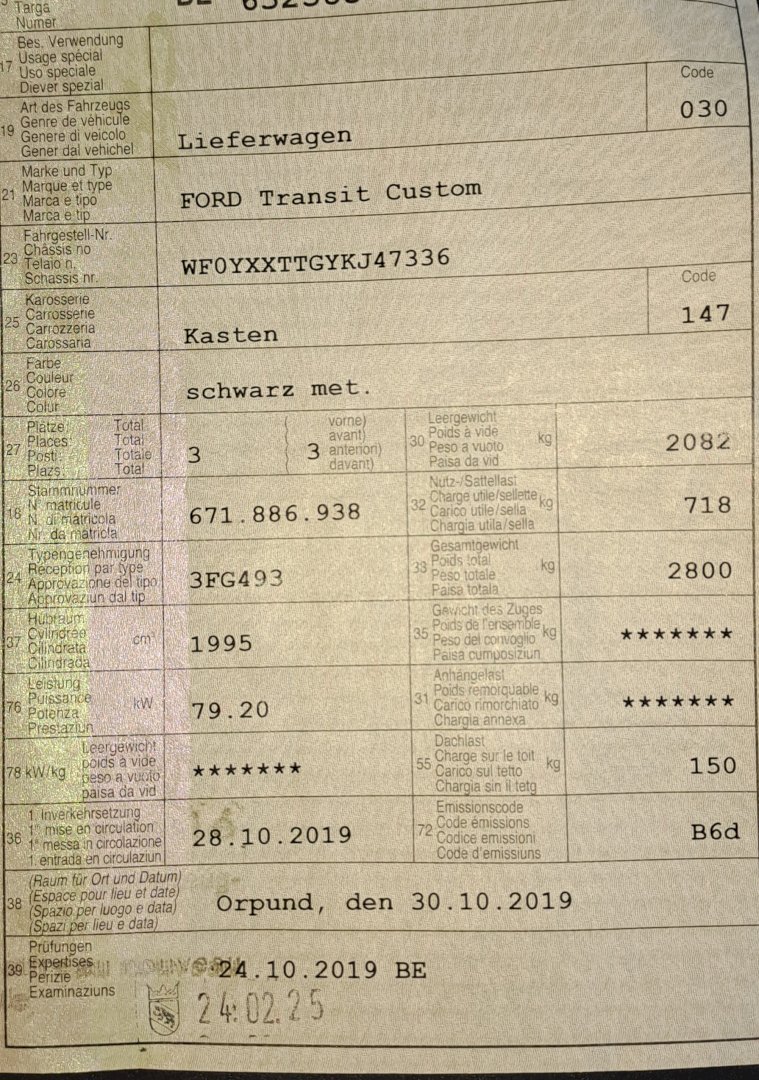 Targa
Numer
17 Bes. Verwendung
Usage spécial
Uso speciale
Diever spezial
19 Art des Fahrzeugs
Genre de véhicule
Genere di veicolo
Gener dal vehichel
Lieferwagen
Code
030
21 Marke und Typ
Marque et type
Marca e tipo
Marca e tip
FORD Transit Custom
23 Fahrgestell-Nr.
Châssis no
Telaio n.
Schassis nr.
WF0YXXTTGYKJ47336
25 Karosserie
Carrosserie
Carrozzeria
Carossaria
Kasten
Code
147
26 Farbe
Couleur
Colore
Colur
schwarz met.
27 Plätze: Total
Places: Total
Posti: Totale
Plazs: Total
3
3
vorne)
avant)
anteriori)
davant)
30 Leergewicht
Poids à vide
Peso a vuoto
Paisa da vid
kg
2082
18 Stammnummer
N° matricule
N. di matricola
Nr. da matricla
671.886.938
32 Nutz-/Sattellast
Charge utile/sellette
Carico utile/sella
Chargia utila/sella
kg
718
24 Typengenehmigung
Réception par type
Approvazione del tipo
Approvaziun dal tip
3FG493
33 Gesamtgewicht
Poids total
Peso totale
Paisa totala
kg
2800
37 Hubraum
Cylindrée
Cilindrata
Cilindrada
cm³
1995
35 Gewicht des Zuges
Poids de l'ensemble
Peso del convoglio
Paisa cumposiziun
kg
*******
76 Leistung
Puissance
Potenza
Prestaziun
kW
79.20
31 Anhängelast
Poids remorquable
Carico rimorchiato
Chargia annexa
kg
*******
78 kW/kg
Leergewicht
poids à vide
peso a vuoto
paisa da vid
*******
55 Dachlast
Charge sur le toit
Carico sul tetto
Chargia sin il tetg
kg
150
36 1. Inverkehrsetzung
1re mise en circulation
1a messa in circolazione
1. entrada en circulaziun
28.10.2019
72 Emissionscode
Code émissions
Codice emissioni
Code d'emissiuns
B6d
38 (Raum für Ort und Datum)
(Espace pour lieu et date)
(Spazio per luogo e data)
(Spazi per lieu e data)
Orpund, den 30.10.2019
39 Prüfungen
Expertises
Perizie
Examinaziuns
24.10.2019 BE
24.02.25